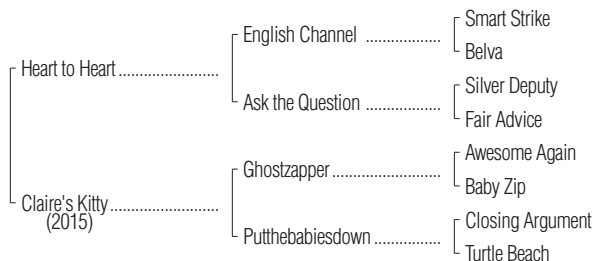 Smart Strike
English Channel ..................
Belva
Heart to Heart ........................
Silver Deputy
Ask the Question ..................
Fair Advice
Awesome Again
Ghostzapper..........................
Baby Zip
Claire's Kitty ..........................
(2015)
Closing Argument
Putthebabiesdown................
Turtle Beach